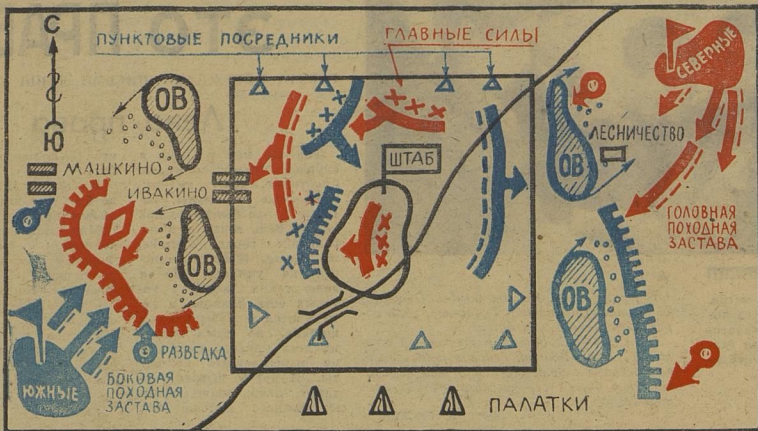 С
Ю
ПУНКТОВЫЕ ПОСРЕДНИКИ
ГЛАВНЫЕ СИЛЫ
СЕВЕРНЫЕ
ОВ
ОВ
ЛЕСНИЧЕСТВО
ШТАБ
МАШКИНО
ИВАКИНО
ГОЛОВНАЯ
ПОХОДНАЯ
ЗАСТАВА
ОВ
ОВ
РАЗВЕДКА
БОКОВАЯ
ПОХОДНАЯ
ЗАСТАВА
ЮЖНЫЕ
ПАЛАТКИ